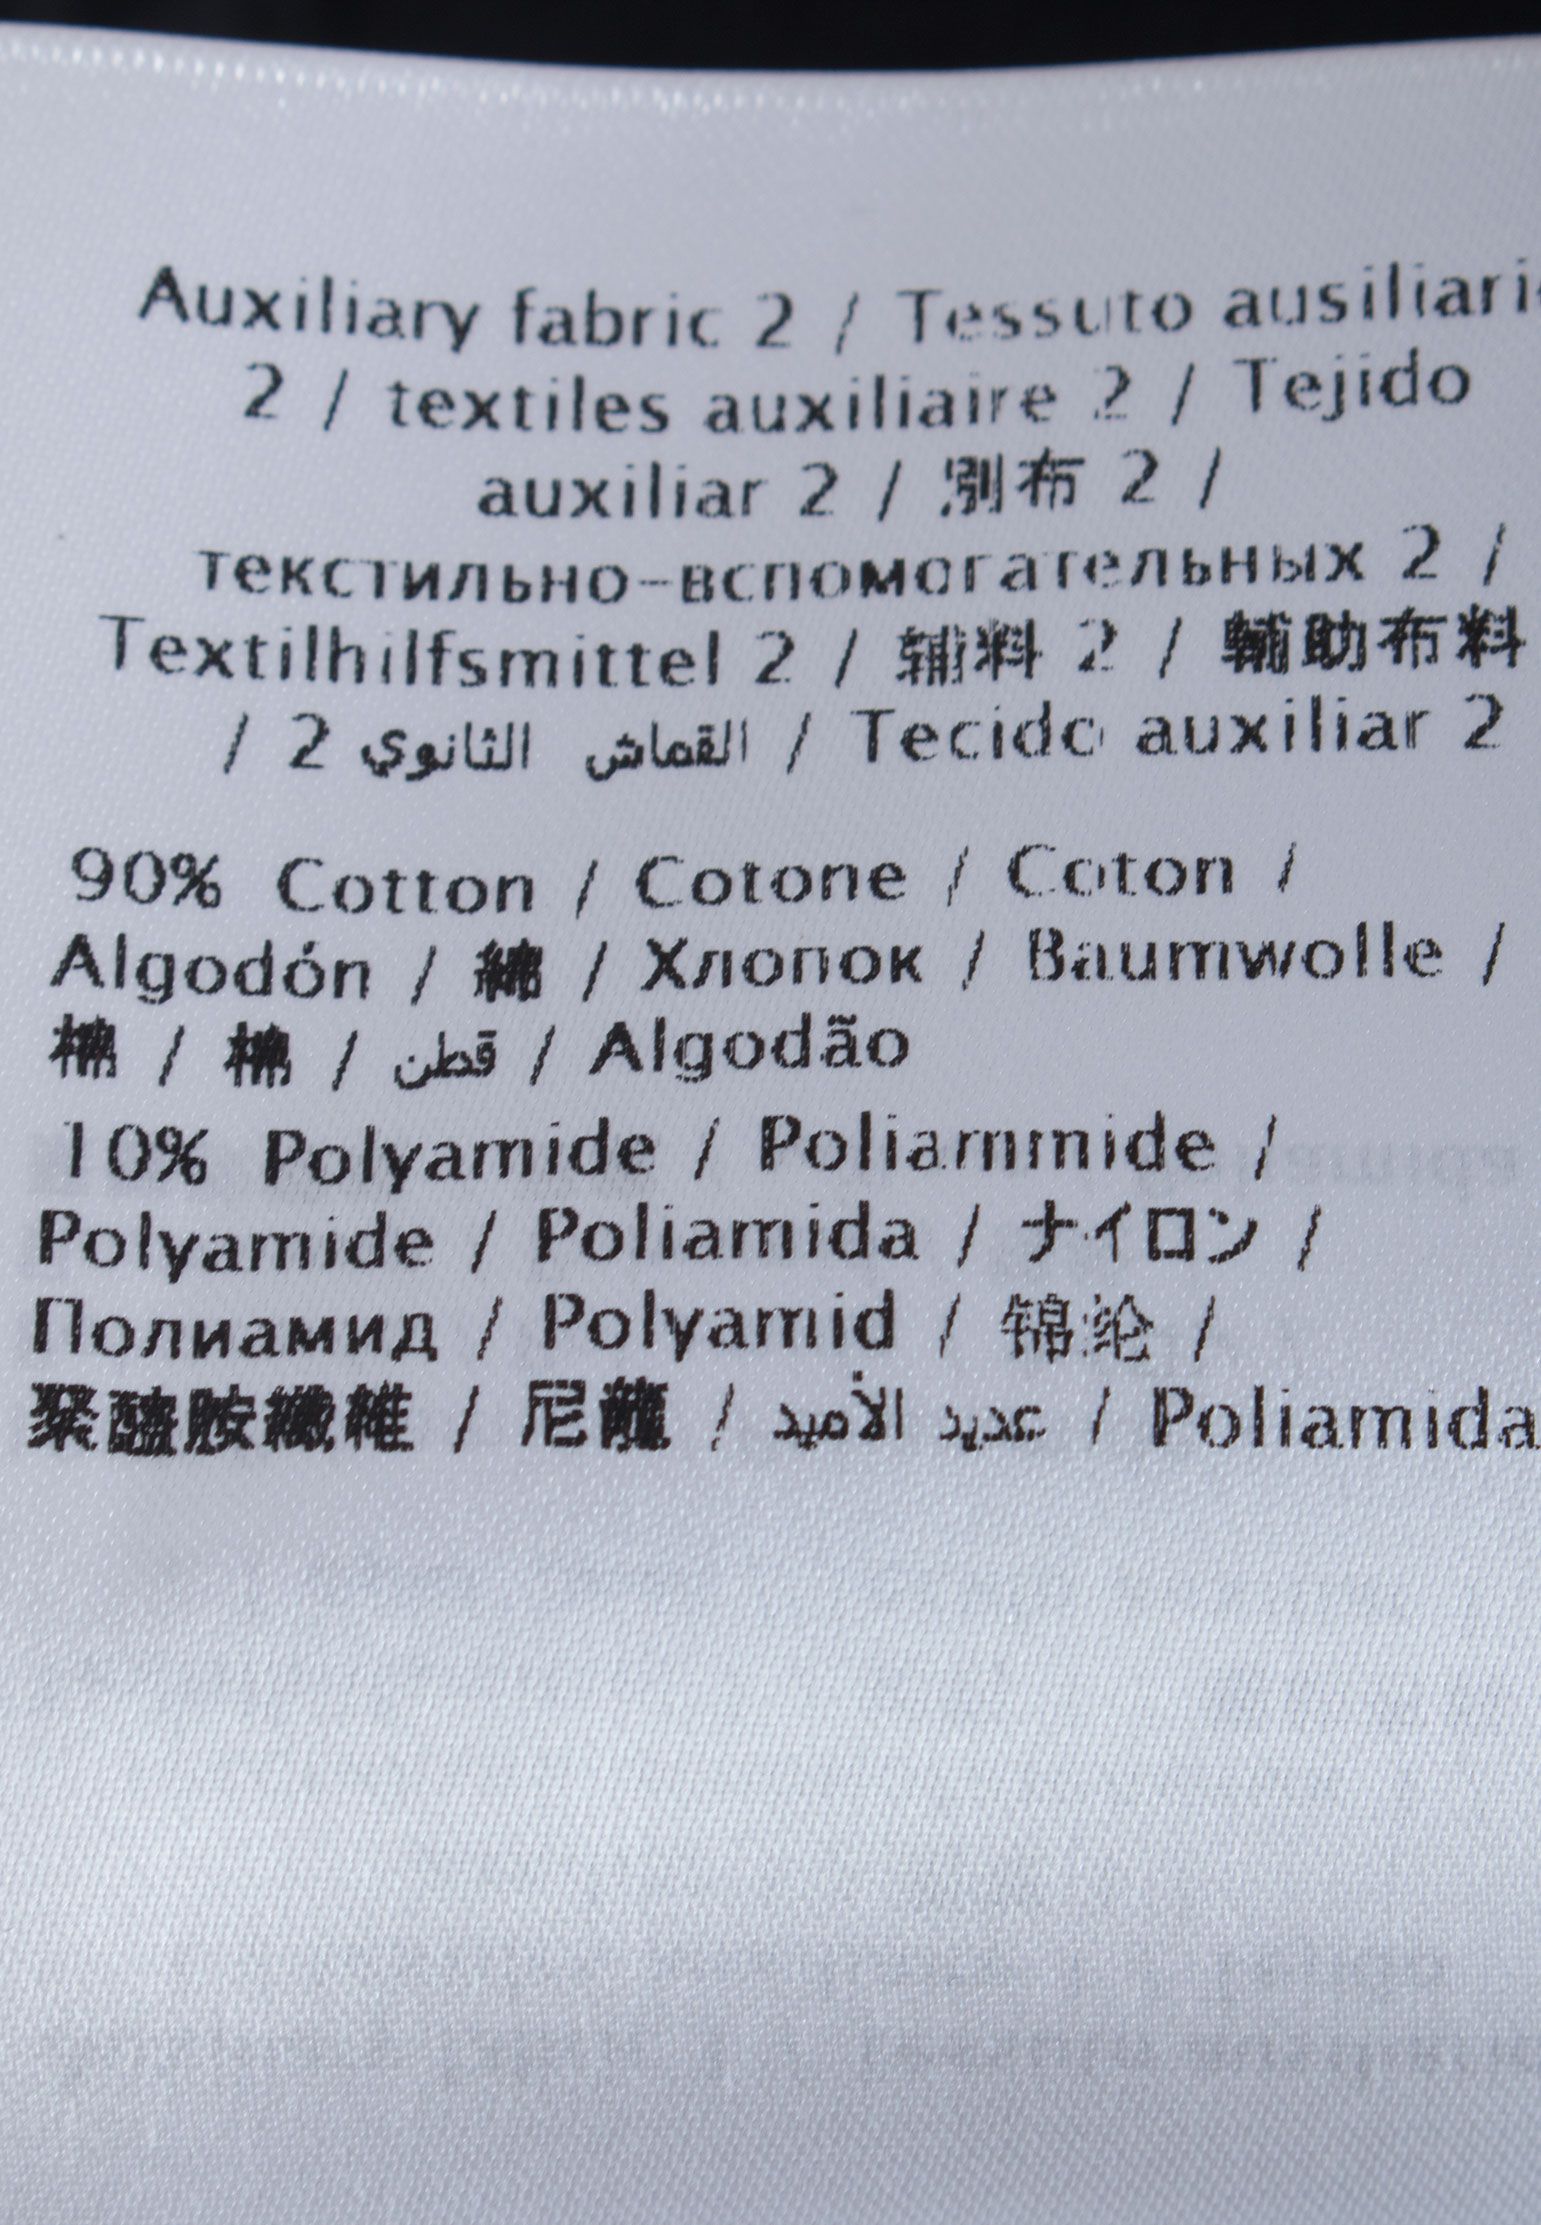 Auxiliary fabric 2 / Tessuto ausiliari
2 / textiles auxiliaire 2 / Tejido
auxiliar 2 / 別布 2 /
текстильно-вспомогательных 2 /
Textilhilfsmittel 2 / 辅料 2 / 輔助布料
/ 2 القماش الثانوي / Tecido auxiliar 2
90% Cotton / Cotone / Coton /
Algodón / 綿 / Хлопок / Baumwolle /
棉 / 棉 / قطن / Algodão
10% Polyamide / Poliammide /
Polyamide / Poliamida / ナイロン /
Полиамид / Polyamid / 锦纶 /
聚醯胺纖維 / 尼龍 / عديد الأميد / Poliamida